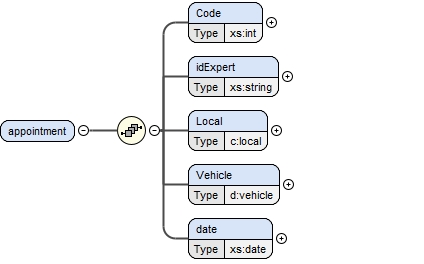 Code
Type xs:int
idExpert
Type xs:string
appointment
Local
Type c:local
Vehicle
Type d:vehicle
date
Type xs:date